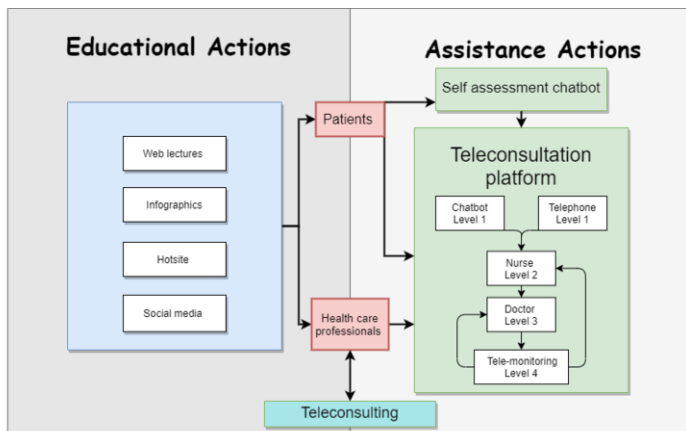 Educational Actions
Assistance Actions
Self assessment chatbot
Patients
Web lectures
Infographics
Hotsite
Social media
Teleconsultation
platform
Chatbot
Level 1
Telephone
Level 1
Nurse
Level 2
Doctor
Level 3
Tele-monitoring
Level 4
Health care
professionals
Teleconsulting